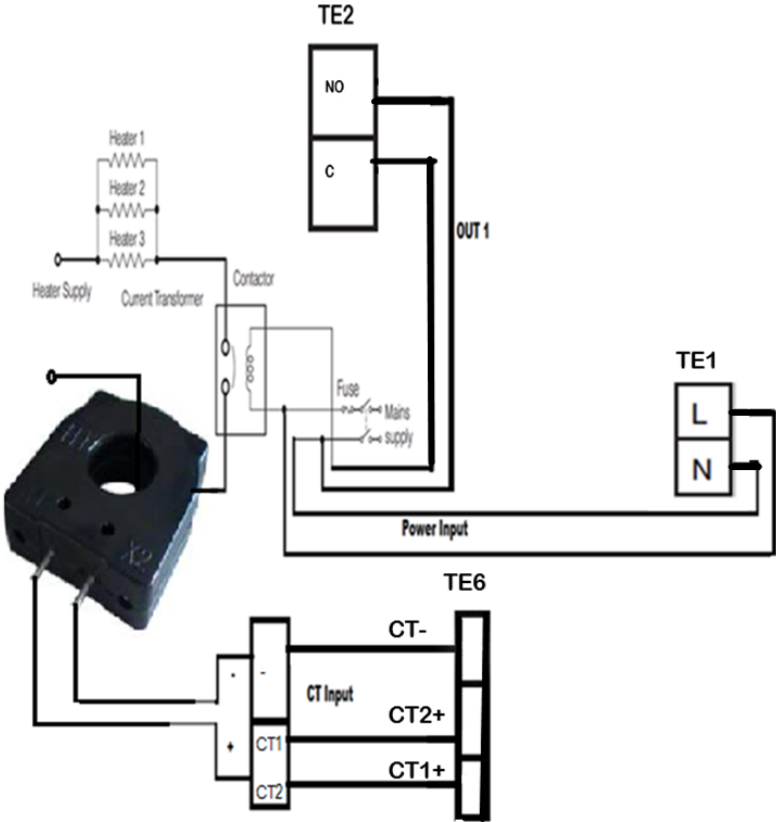 TE2
NO
C
OUT 1
Heater 1
Heater 2
Heater 3
Heater Supply
Current Transformer
Contactor
Fuse
Mains
supply
TE1
L
N
Power Input
H1
X2
TE6
CT-
-
-
CT Input
CT2+
+
CT1
CT1+
CT2